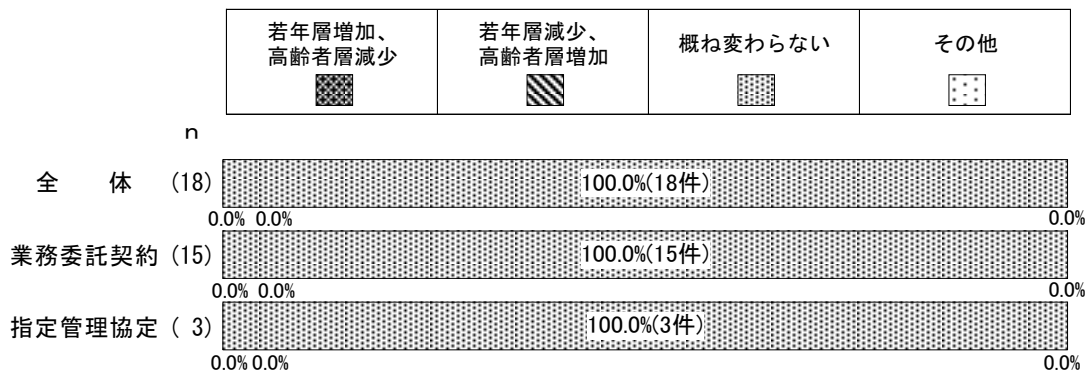 若年層増加、
高齢者層減少
若年層減少、
高齢者層増加
概ね変わらない
その他
n
全 体 (18)
100.0%(18件)
0.0% 0.0% 0.0%
業務委託契約 (15)
100.0%(15件)
0.0% 0.0% 0.0%
指定管理協定 ( 3)
100.0%(3件)
0.0% 0.0% 0.0%